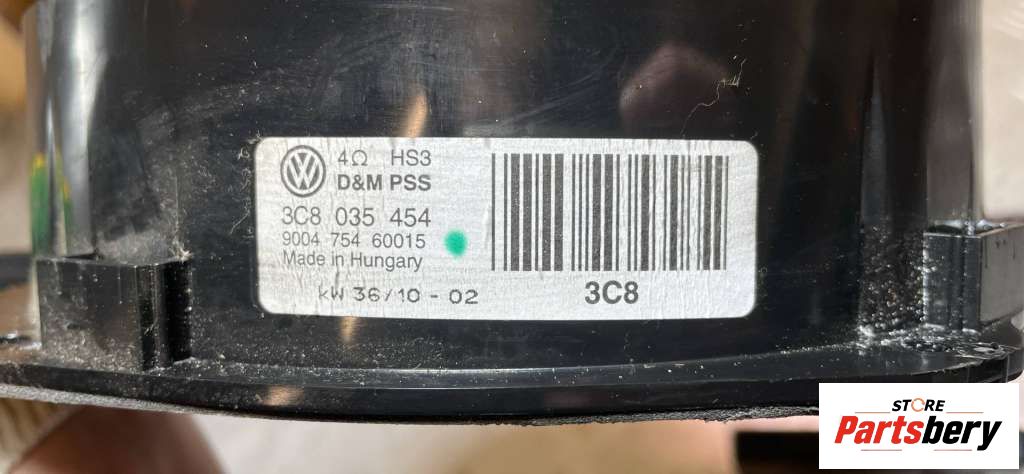 4Ω HS3
D&M PSS
3C8 035 454
9004 754 60015
Made in Hungary
KW 36/10 - 02
3C8
STORE
Partsbery